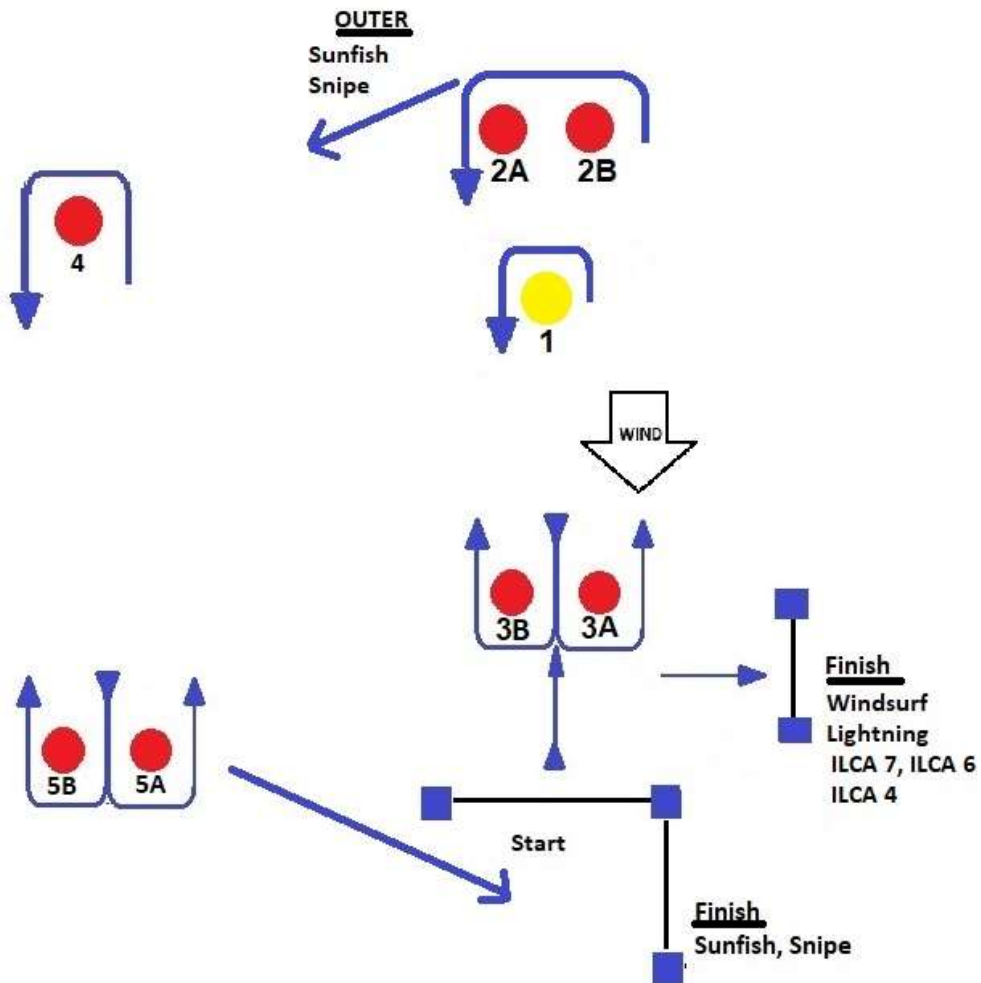 OUTER
Sunfish
Snipe
2A 2B
4
1
WIND
3B 3A
Finish
Windsurf
Lightning
ILCA 7, ILCA 6
ILCA 4
5B 5A
Start
Finish
Sunfish, Snipe